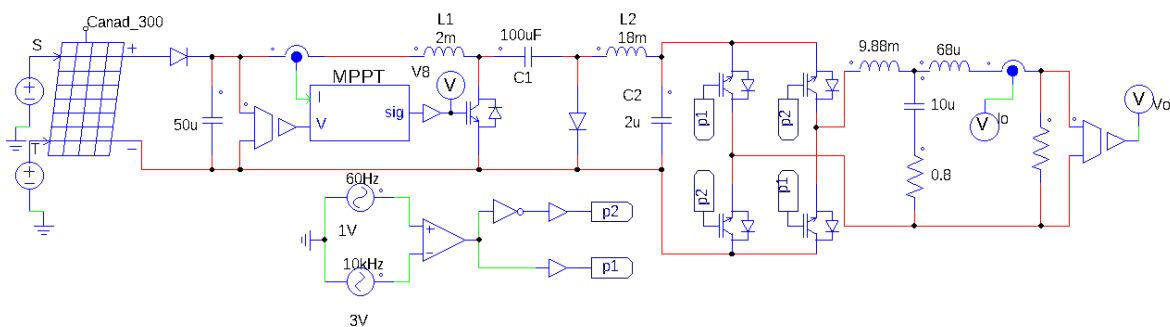 Canad_300
S
+
T
−
50u
I
V
MPPT
sig
V8
V
L1
2m
100uF
C1
L2
18m
C2
2u
p1
p2
p2
p1
9.88m
68u
10u
0.8
V
Io
V
Vo
60Hz
1V
10kHz
3V
+
−
p2
p1